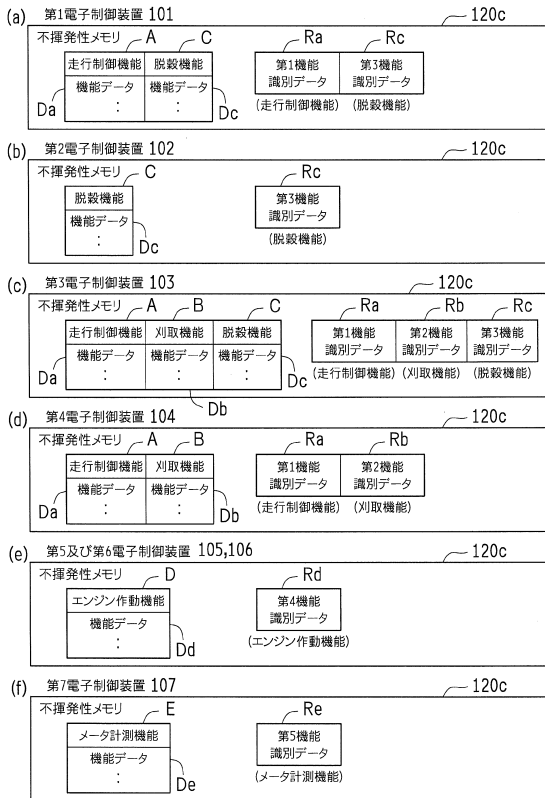 (a) 第1電子制御装置 101 120c
不揮発性メモリ A C Ra Rc
走行制御機能 脱穀機能 第1機能 第3機能
識別データ 識別データ
Da 機能データ 機能データ Dc (走行制御機能) (脱穀機能)
: :
(b) 第2電子制御装置 102 120c
不揮発性メモリ C Rc
脱穀機能 第3機能
識別データ
機能データ Dc (脱穀機能)
:
(c) 第3電子制御装置 103 120c
不揮発性メモリ A B C Ra Rb Rc
走行制御機能 刈取機能 脱穀機能 第1機能 第2機能 第3機能
識別データ 識別データ 識別データ
Da 機能データ 機能データ 機能データ Dc (走行制御機能) (刈取機能) (脱穀機能)
: : :
Db
(d) 第4電子制御装置 104 120c
不揮発性メモリ A B Ra Rb
走行制御機能 刈取機能 第1機能 第2機能
識別データ 識別データ
Da 機能データ 機能データ Db (走行制御機能) (刈取機能)
: :
(e) 第5及び第6電子制御装置 105,106 120c
不揮発性メモリ D Rd
エンジン作動機能 第4機能
識別データ
機能データ Dd (エンジン作動機能)
:
(f) 第7電子制御装置 107 120c
不揮発性メモリ E Re
メータ計測機能 第5機能
識別データ
機能データ De (メータ計測機能)
: